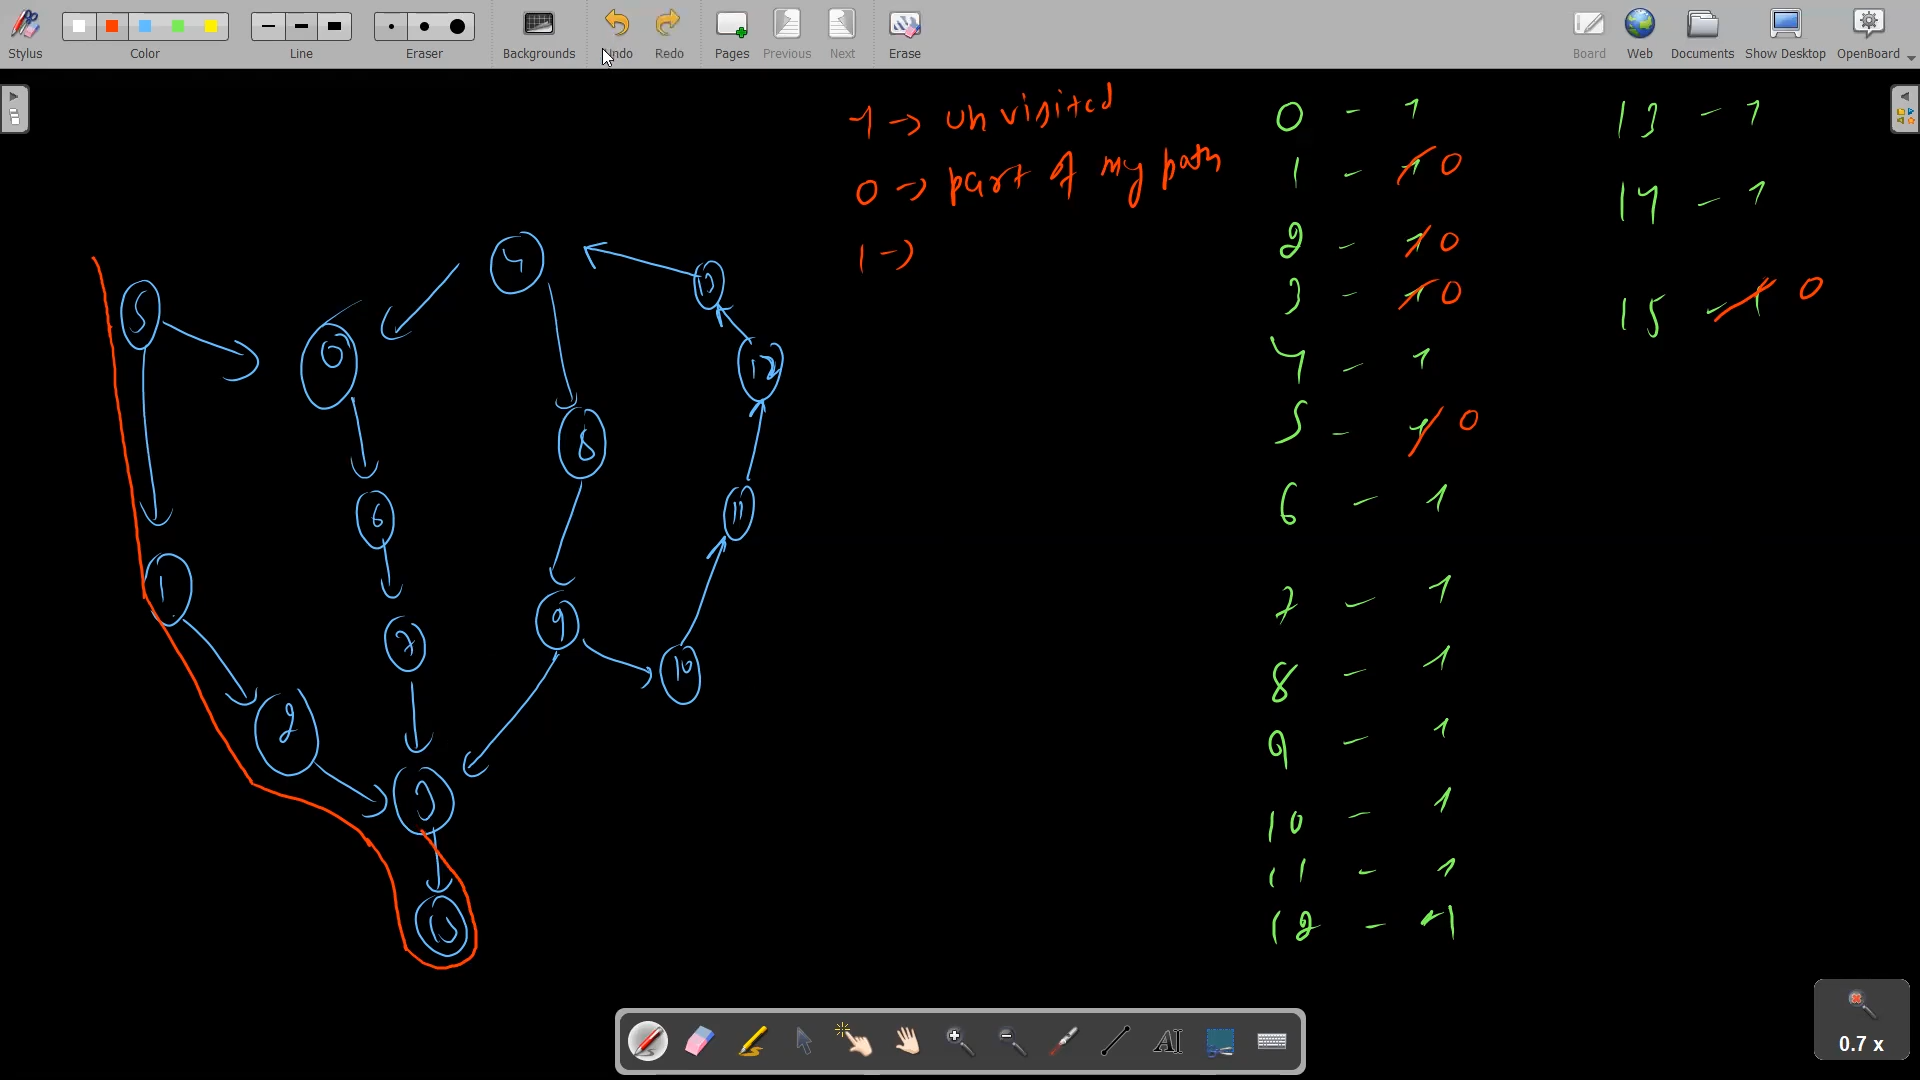 Stylus Color Line Eraser Backgrounds Undo Redo Pages Previous Next Erase Board Web Documents Show Desktop OpenBoard
-1 -> un visited
0 -> part of my path
1 ->
0 - -1
1 - -1 0
2 - -1 0
3 - -1 0
4 - -1
5 - -1 0
6 - -1
7 - -1
8 - -1
9 - -1
10 - -1
11 - -1
12 - -1
13 - -1
14 - -1
15 - -1 0
5
0
4
13
12
8
11
6
1
9
7
10
2
3
0.7 x